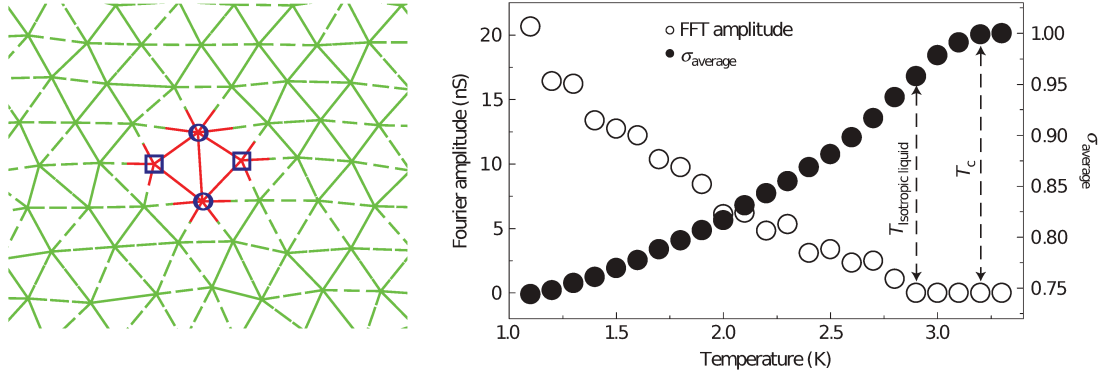 FFT amplitude
σaverage
Fourier amplitude (nS)
20
15
10
5
0
1.0 1.5 2.0 2.5 3.0
Temperature (K)
1.00
0.95
0.90
0.85
0.80
0.75
σaverage
TIsotropic liquid
Tc